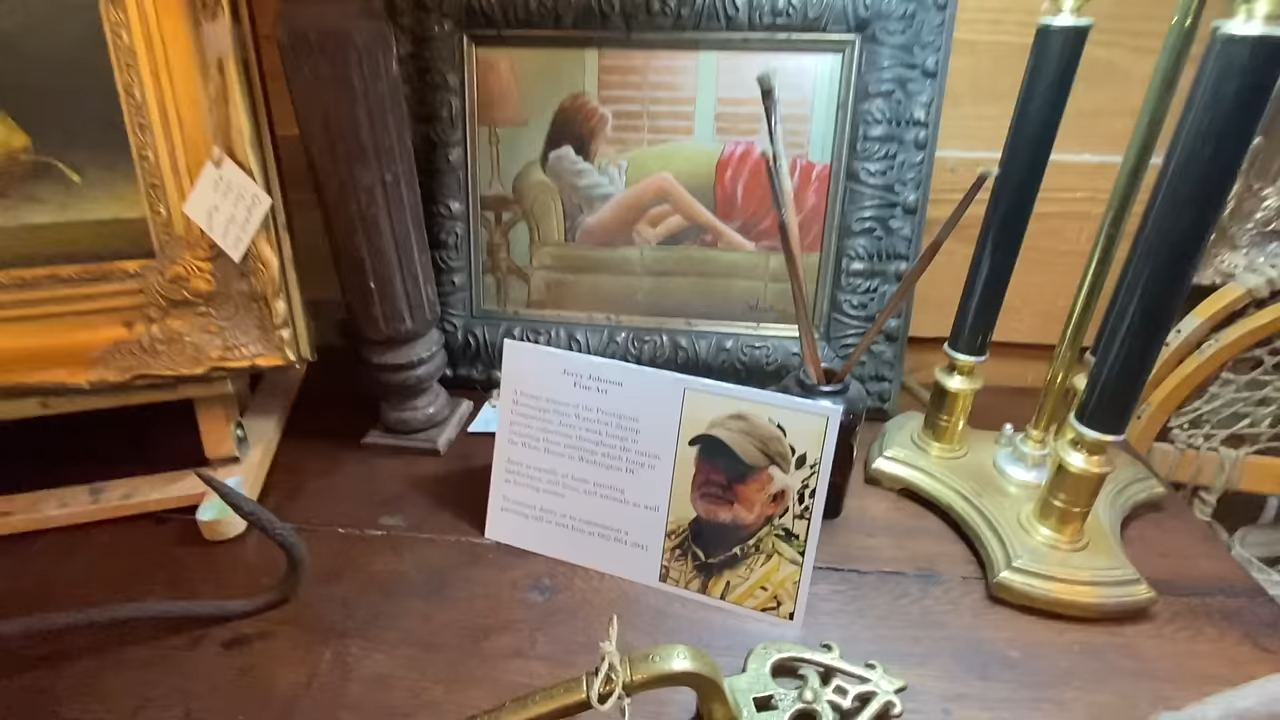 Jerry Johnson
Fine Art
A former winner of the Prestigious
Mississippi State Waterfowl Stamp
Competition, Jerry's work hangs in
private collections throughout the nation,
including three paintings which hang in
the White House in Washington DC
Jerry is equally at home painting
landscapes, still lifes, and animals as well
as hunting scenes
To contact Jerry or to commission a
painting call or text him at